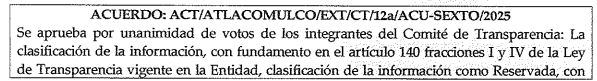 ACUERDO: ACT/ATLACOMULCO/EXT/CT/12a/ACU-SEXTO/2025
Se aprueba por unanimidad de votos de los integrantes del Comité de Transparencia: La
clasificación de la información, con fundamento en el artículo 140 fracciones I y IV de la Ley
de Transparencia vigente en la Entidad, clasificación de la información como Reservada, con